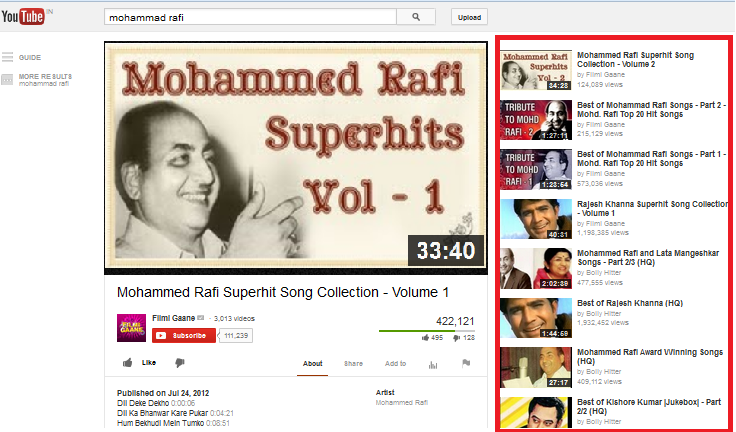 YouTube IN
mohammad rafi
Upload
GUIDE
MORE RESULTS
mohammad rafi
Mohammed Rafi
Superhits
Vol - 1
33:40
Mohammed Rafi Superhit Song Collection - Volume 1
FILMI
GAANE
Filmi Gaane · 3,013 videos
Subscribe 111,239
422,121
495 128
Like
About Share Add to
Published on Jul 24, 2012
Dil Deke Dekho 0:00:06
Dil Ka Bhanwar Kare Pukar 0:04:21
Hum Bekhudi Mein Tumko 0:08:51
Artist
Mohammed Rafi
Mohammed Rafi
Superhits
Vol - 2
34:28
Mohammed Rafi Superhit Song
Collection - Volume 2
by Filmi Gaane
124,089 views
TRIBUTE
TO MOHD
RAFI - 2
1:27:11
Best of Mohammad Rafi Songs - Part 2 -
Mohd. Rafi Top 20 Hit Songs
by Filmi Gaane
215,129 views
TRIBUTE
TO MOHD
RAFI - 1
1:23:54
Best of Mohammad Rafi Songs - Part 1 -
Mohd. Rafi Top 20 Hit Songs
by Filmi Gaane
573,036 views
40:31
Rajesh Khanna Superhit Song Collection
- Volume 1
by Filmi Gaane
1,198,385 views
2:02:39
Mohammed Rafi and Lata Mangeshkar
Songs - Part 2/3 (HQ)
by Bolly Hitter
477,555 views
1:44:59
Best of Rajesh Khanna (HQ)
by Bolly Hitter
1,932,492 views
27:17
Mohammed Rafi Award Winning Songs
(HQ)
by Bolly Hitter
409,112 views
Best of Kishore Kumar |Jukebox| - Part
2/2 (HQ)
by Bolly Hitter